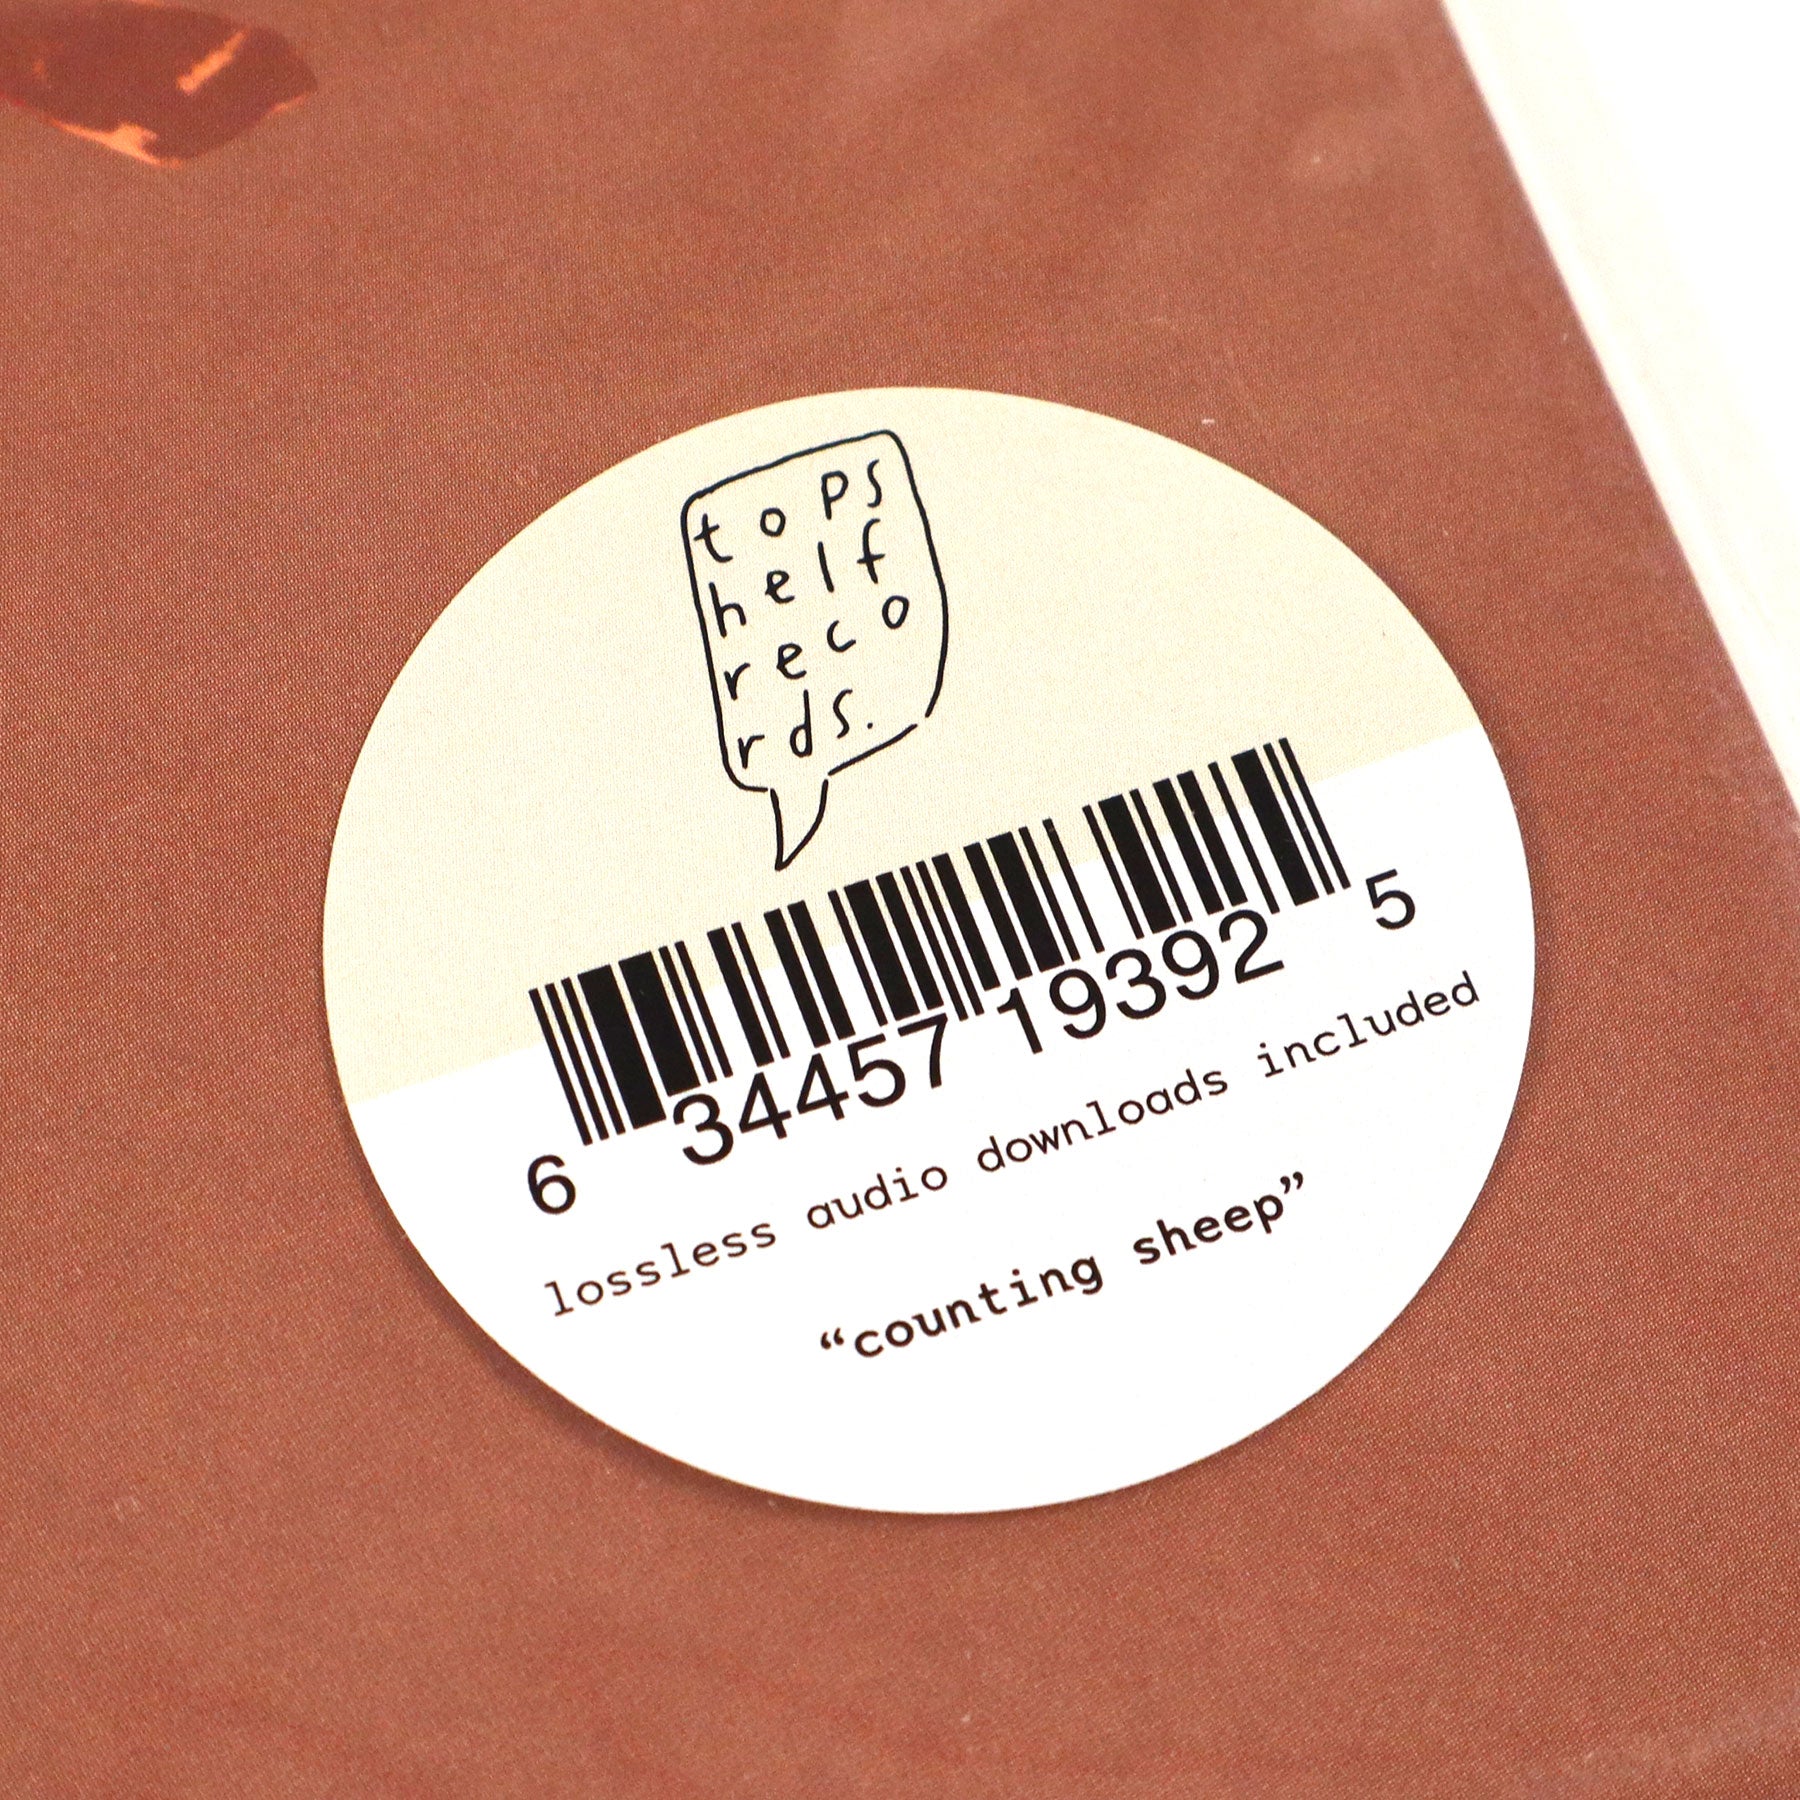 tops
helf
reco
rds.
6 34457 19392 5
lossless audio downloads included
“counting sheep”